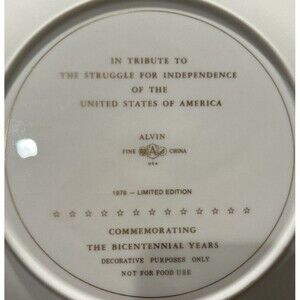 IN TRIBUTE TO
THE STRUGGLE FOR INDEPENDENCE
OF THE
UNITED STATES OF AMERICA
ALVIN
FINE A CHINA
USA
1976 — LIMITED EDITION
☆ ☆ ☆ ☆ ☆ ☆ ☆ ☆ ☆ ☆ ☆ ☆ ☆
COMMEMORATING
THE BICENTENNIAL YEARS
DECORATIVE PURPOSES ONLY
NOT FOR FOOD USE